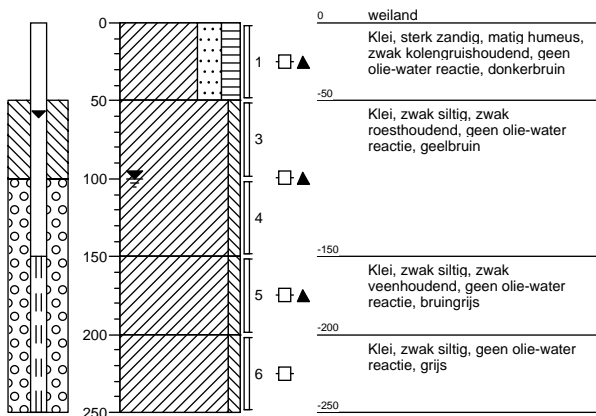 0
50
100
150
200
250
1
3
4
5
6
0
weiland
Klei, sterk zandig, matig humeus,
zwak kolengruishoudend, geen
olie-water reactie, donkerbruin
-50
Klei, zwak siltig, zwak
roesthoudend, geen olie-water
reactie, geelbruin
-150
Klei, zwak siltig, zwak
veenhoudend, geen olie-water
reactie, bruingrijs
-200
Klei, zwak siltig, geen olie-water
reactie, grijs
-250